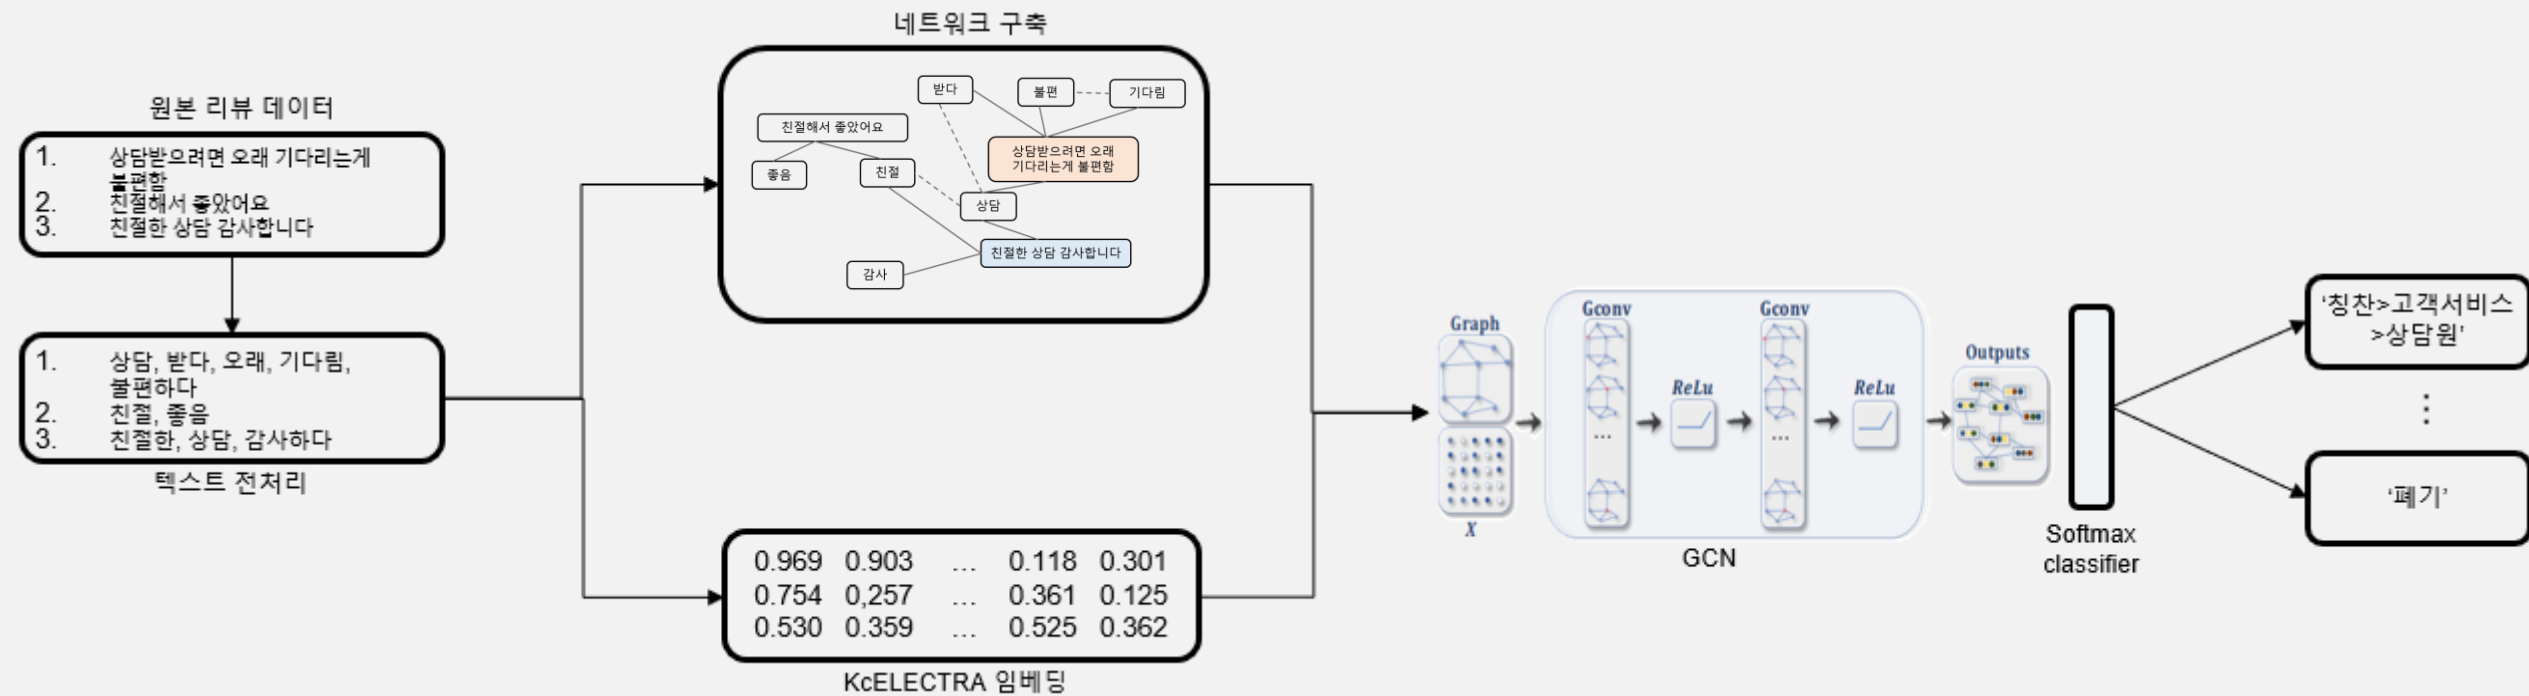 원본 리뷰 데이터
1. 상담받으려면 오래 기다리는게
불편함
2. 친절해서 좋았어요
3. 친절한 상담 감사합니다
1. 상담, 받다, 오래, 기다림,
불편하다
2. 친절, 좋음
3. 친절한, 상담, 감사하다
텍스트 전처리
네트워크 구축
받다
불편
기다림
친절해서 좋았어요
상담받으려면 오래
기다리는게 불편함
좋음
친절
상담
친절한 상담 감사합니다
감사
0.969 0.903 ... 0.118 0.301
0.754 0,257 ... 0.361 0.125
0.530 0.359 ... 0.525 0.362
KcELECTRA 임베딩
Graph
X
Gconv
...
ReLu
Gconv
...
ReLu
GCN
Outputs
Softmax
classifier
‘칭찬>고객서비스
>상담원’
⋮
‘폐기’